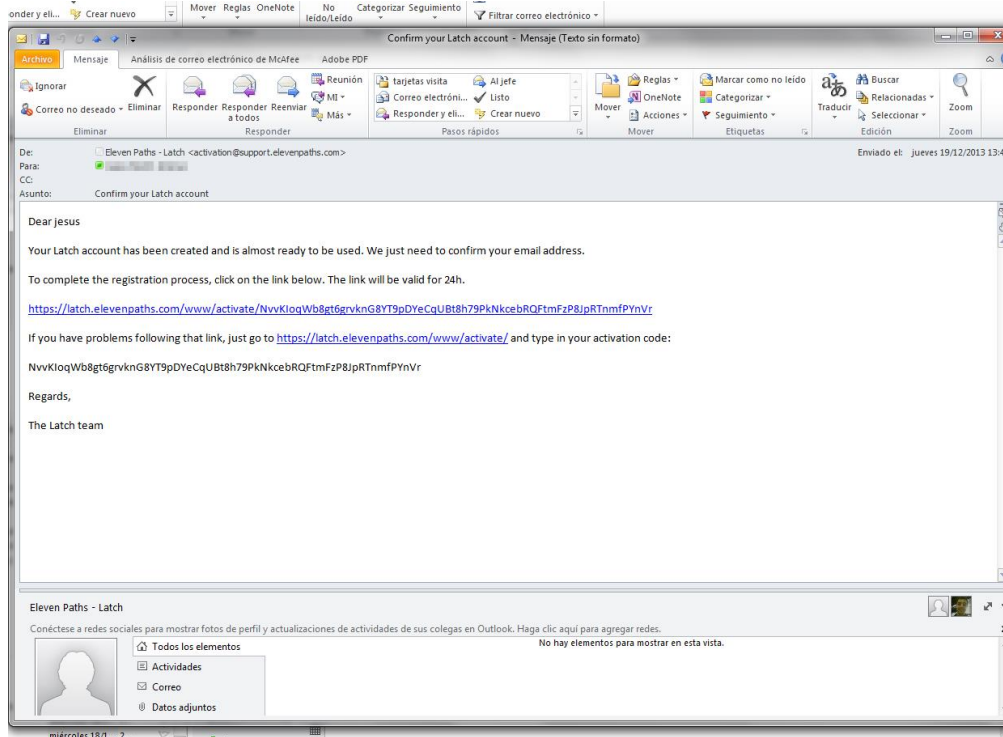 onder y eli... Crear nuevo Mover Reglas OneNote No leído/Leído Categorizar Seguimiento Filtrar correo electrónico
Confirm your Latch account - Mensaje (Texto sin formato)
Archivo Mensaje Análisis de correo electrónico de McAfee Adobe PDF
Ignorar
Correo no deseado
Eliminar
Responder
Responder a todos
Reenviar
Reunión
MI
Más
tarjetas visita
Correo electróni...
Responder y eli...
Al jefe
Listo
Crear nuevo
Mover
Reglas
OneNote
Acciones
Marcar como no leído
Categorizar
Seguimiento
Traducir
Buscar
Relacionadas
Seleccionar
Zoom
Eliminar Responder Pasos rápidos Mover Etiquetas Edición Zoom
De: Eleven Paths - Latch <activation@support.elevenpaths.com> Enviado el: jueves 19/12/2013 13:4
Para:
CC:
Asunto: Confirm your Latch account
Dear jesus
Your Latch account has been created and is almost ready to be used. We just need to confirm your email address.
To complete the registration process, click on the link below. The link will be valid for 24h.
https://latch.elevenpaths.com/www/activate/NvvKIoqWb8gt6grvknG8YT9pDYeCqUBt8h79PkNkcebRQFtmFzP8JpRTnmfPYnVr
If you have problems following that link, just go to https://latch.elevenpaths.com/www/activate/ and type in your activation code:
NvvKIoqWb8gt6grvknG8YT9pDYeCqUBt8h79PkNkcebRQFtmFzP8JpRTnmfPYnVr
Regards,
The Latch team
Eleven Paths - Latch
Conéctese a redes sociales para mostrar fotos de perfil y actualizaciones de actividades de sus colegas en Outlook. Haga clic aquí para agregar redes.
Todos los elementos No hay elementos para mostrar en esta vista.
Actividades
Correo
Datos adjuntos
miércoles 18/1 2